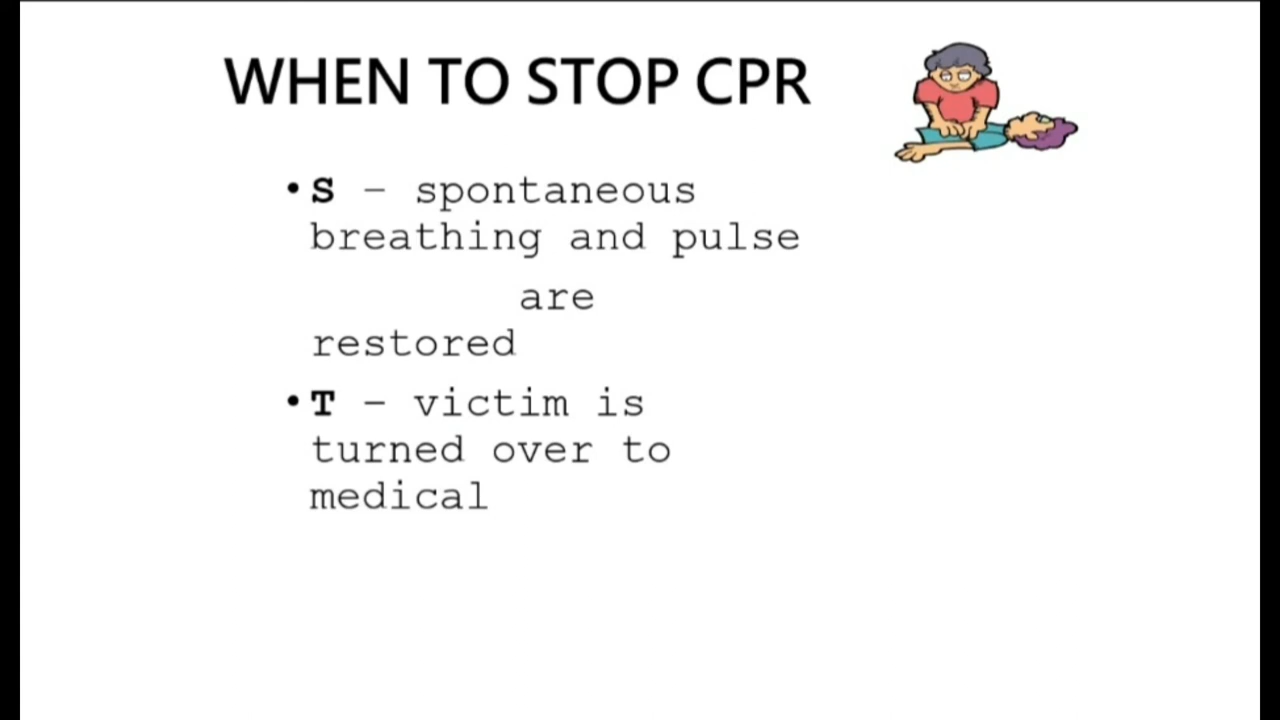 WHEN TO STOP CPR
• S – spontaneous
breathing and pulse
are
restored
• T – victim is
turned over to
medical